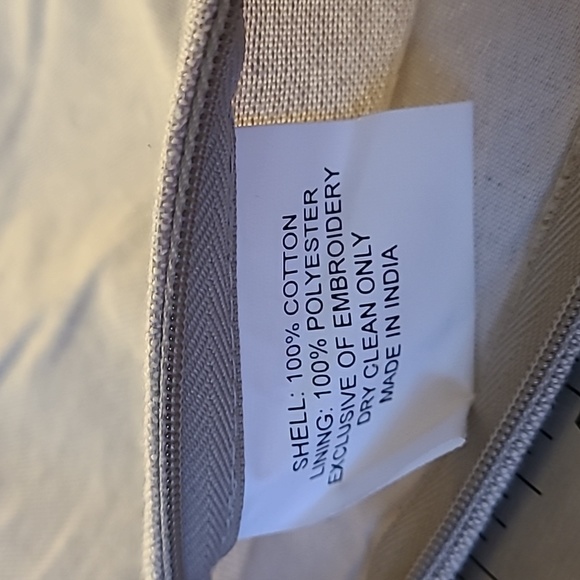 SHELL: 100% COTTON
LINING: 100% POLYESTER
EXCLUSIVE OF EMBROIDERY
DRY CLEAN ONLY
MADE IN INDIA